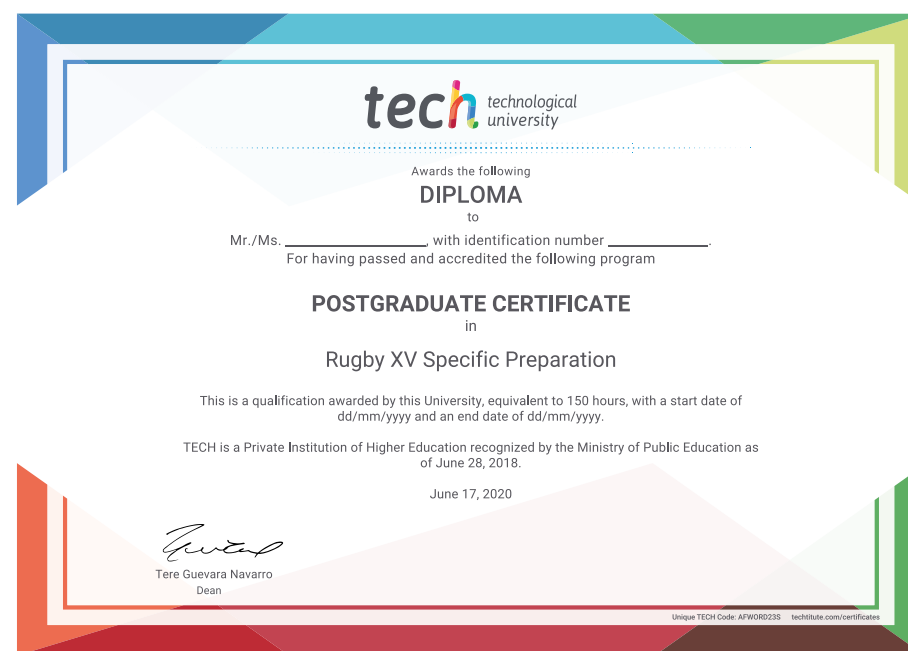 tech technological
university
Awards the following
DIPLOMA
to
Mr./Ms. ____________, with identification number ____________.
For having passed and accredited the following program
POSTGRADUATE CERTIFICATE
in
Rugby XV Specific Preparation
This is a qualification awarded by this University, equivalent to 150 hours, with a start date of
dd/mm/yyyy and an end date of dd/mm/yyyy.
TECH is a Private Institution of Higher Education recognized by the Ministry of Public Education as
of June 28, 2018.
June 17, 2020
Tere Guevara Navarro
Dean
Unique TECH Code: AFWORD23S techtitute.com/certificates